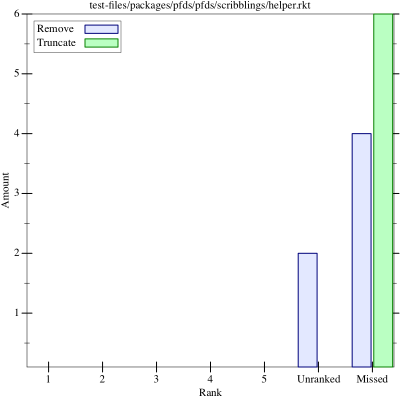 test-files/packages/pfds/pfds/scribblings/helper.rkt
Remove
Truncate
6
5
4
3
2
1
Amount
1 2 3 4 5 Unranked Missed
Rank